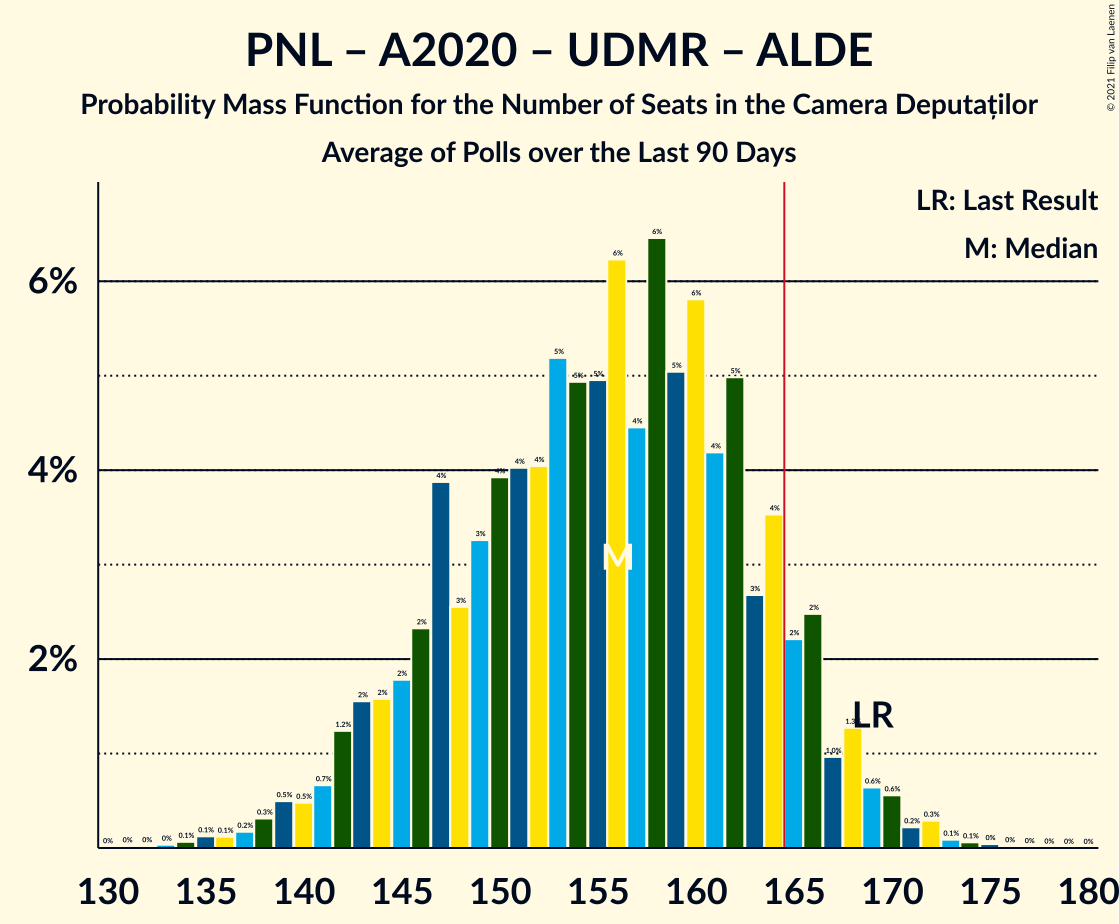 PNL – A2020 – UDMR – ALDE
Probability Mass Function for the Number of Seats in the Camera Deputaților
Average of Polls over the Last 90 Days
© 2021 Filip van Laenen
LR: Last Result
M: Median
6%
4%
2%
0% 0% 0% 0% 0.1% 0.1% 0.1% 0.2% 0.3% 0.5% 0.5% 0.7% 1.2% 2% 2% 2% 2% 4% 3% 3% 4% 4% 4% 5% 5% 5% 6% 4% 6% 5% 6% 4% 5% 3% 4% 2% 2% 1.0% 1.3% 0.6% 0.6% 0.2% 0.3% 0.1% 0.1% 0% 0% 0% 0% 0% 0%
M
LR
130 135 140 145 150 155 160 165 170 175 180